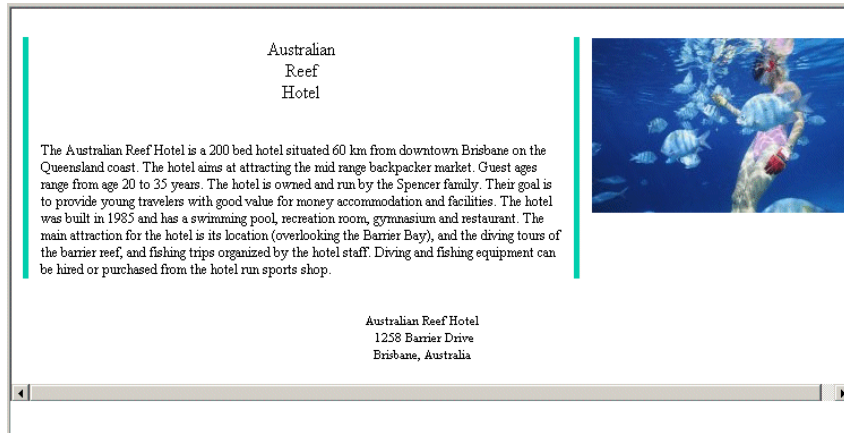 Australian
Reef
Hotel
The Australian Reef Hotel is a 200 bed hotel situated 60 km from downtown Brisbane on the
Queensland coast. The hotel aims at attracting the mid range backpacker market. Guest ages
range from age 20 to 35 years. The hotel is owned and run by the Spencer family. Their goal is
to provide young travelers with good value for money accommodation and facilities. The hotel
was built in 1985 and has a swimming pool, recreation room, gymnasium and restaurant. The
main attraction for the hotel is its location (overlooking the Barrier Bay), and the diving tours of
the barrier reef, and fishing trips organized by the hotel staff. Diving and fishing equipment can
be hired or purchased from the hotel run sports shop.
Australian Reef Hotel
1258 Barrier Drive
Brisbane, Australia